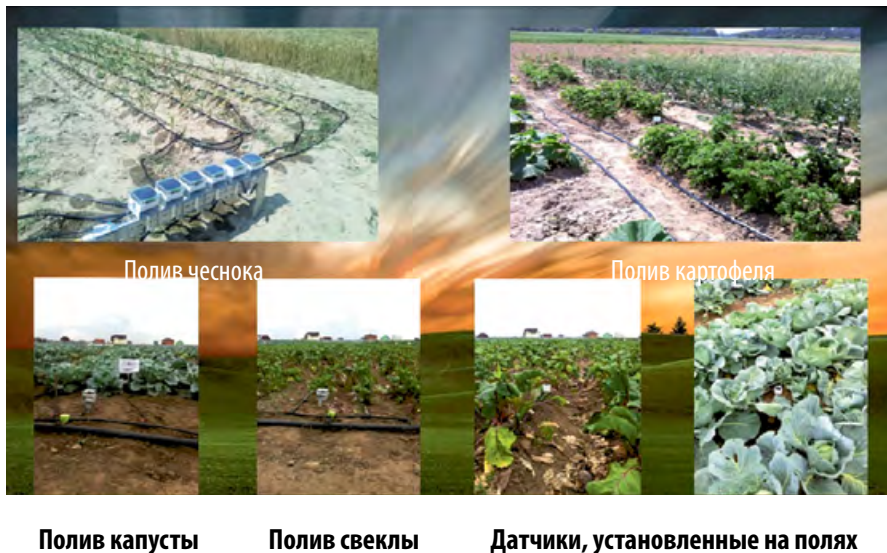 Полив чеснока
Полив картофеля
Полив капусты
Полив свеклы
Датчики, установленные на полях